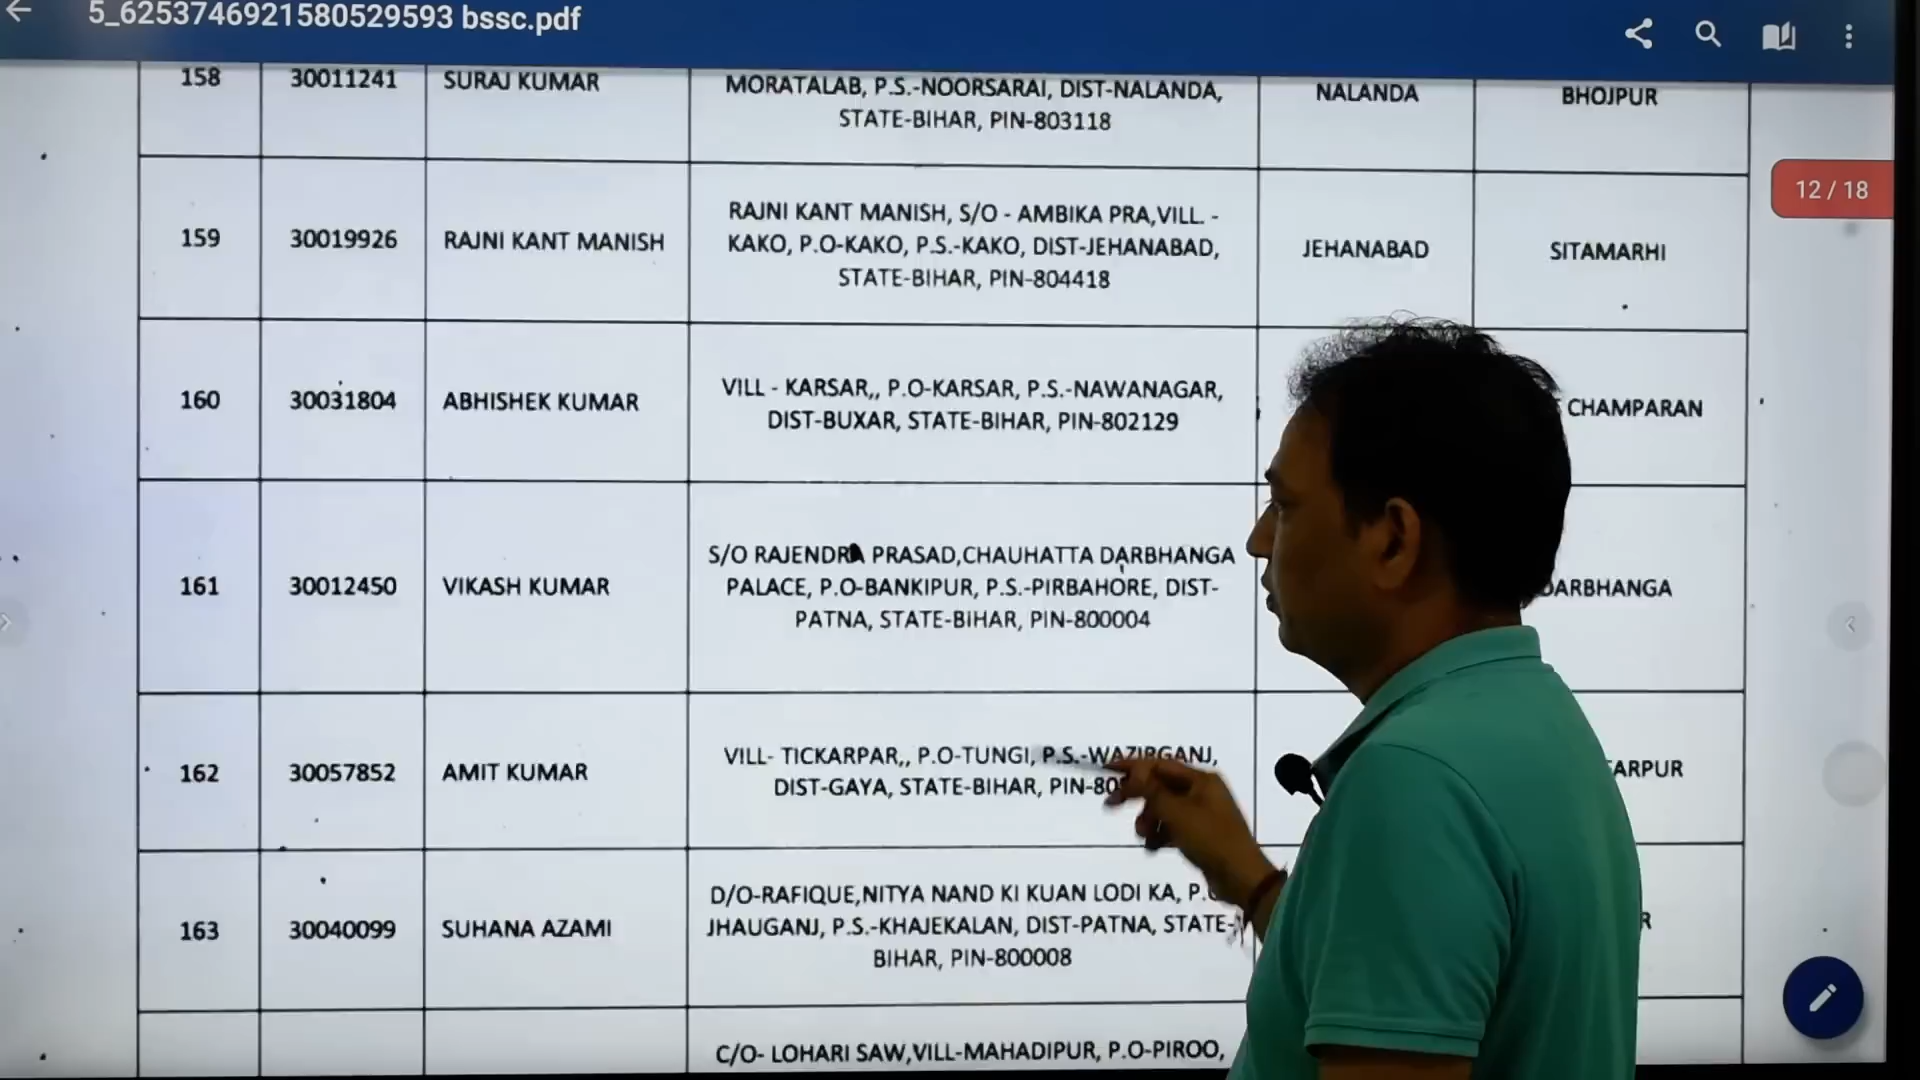 5_6253746921580529593 bssc.pdf
12 / 18
158 30011241 SURAJ KUMAR MORATALAB, P.S.-NOORSARAI, DIST-NALANDA, NALANDA BHOJPUR
STATE-BIHAR, PIN-803118
RAJNI KANT MANISH, S/O - AMBIKA PRA,VILL. -
159 30019926 RAJNI KANT MANISH KAKO, P.O-KAKO, P.S.-KAKO, DIST-JEHANABAD, JEHANABAD SITAMARHI
STATE-BIHAR, PIN-804418
VILL - KARSAR,, P.O-KARSAR, P.S.-NAWANAGAR,
160 30031804 ABHISHEK KUMAR DIST-BUXAR, STATE-BIHAR, PIN-802129 CHAMPARAN
S/O RAJENDRA PRASAD,CHAUHATTA DARBHANGA
161 30012450 VIKASH KUMAR PALACE, P.O-BANKIPUR, P.S.-PIRBAHORE, DIST- DARBHANGA
PATNA, STATE-BIHAR, PIN-800004
VILL- TICKARPAR,, P.O-TUNGI, P.S.-WAZIRGANJ,
162 30057852 AMIT KUMAR DIST-GAYA, STATE-BIHAR,
D/O-RAFIQUE,NITYA NAND KI KUAN LODI KA,
163 30040099 SUHANA AZAMI JHAUGANJ, P.S.-KHAJEKALAN, DIST-PATNA, STATE-
BIHAR, PIN-800008
C/O- LOHARI SAW,VILL-MAHADIPUR, P.O-PIROO,